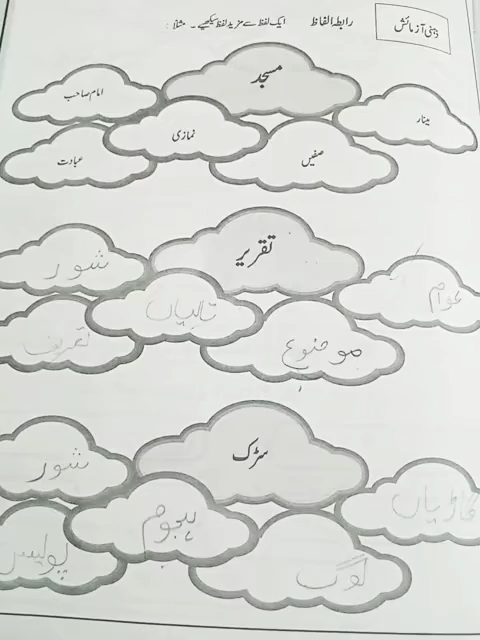 ذہنی آزمائش
رابطہ الفاظ ایک لفظ سے مزید لفظ سیکھیے۔ مثلاً:
مسجد
امام صاحب
مینار
نمازی
صفیں
عبادت
تقریر
شور
عوام
تالیاں
تعریف
موضوع
سڑک
شور
گاڑیاں
ہجوم
پولیس
لوگ